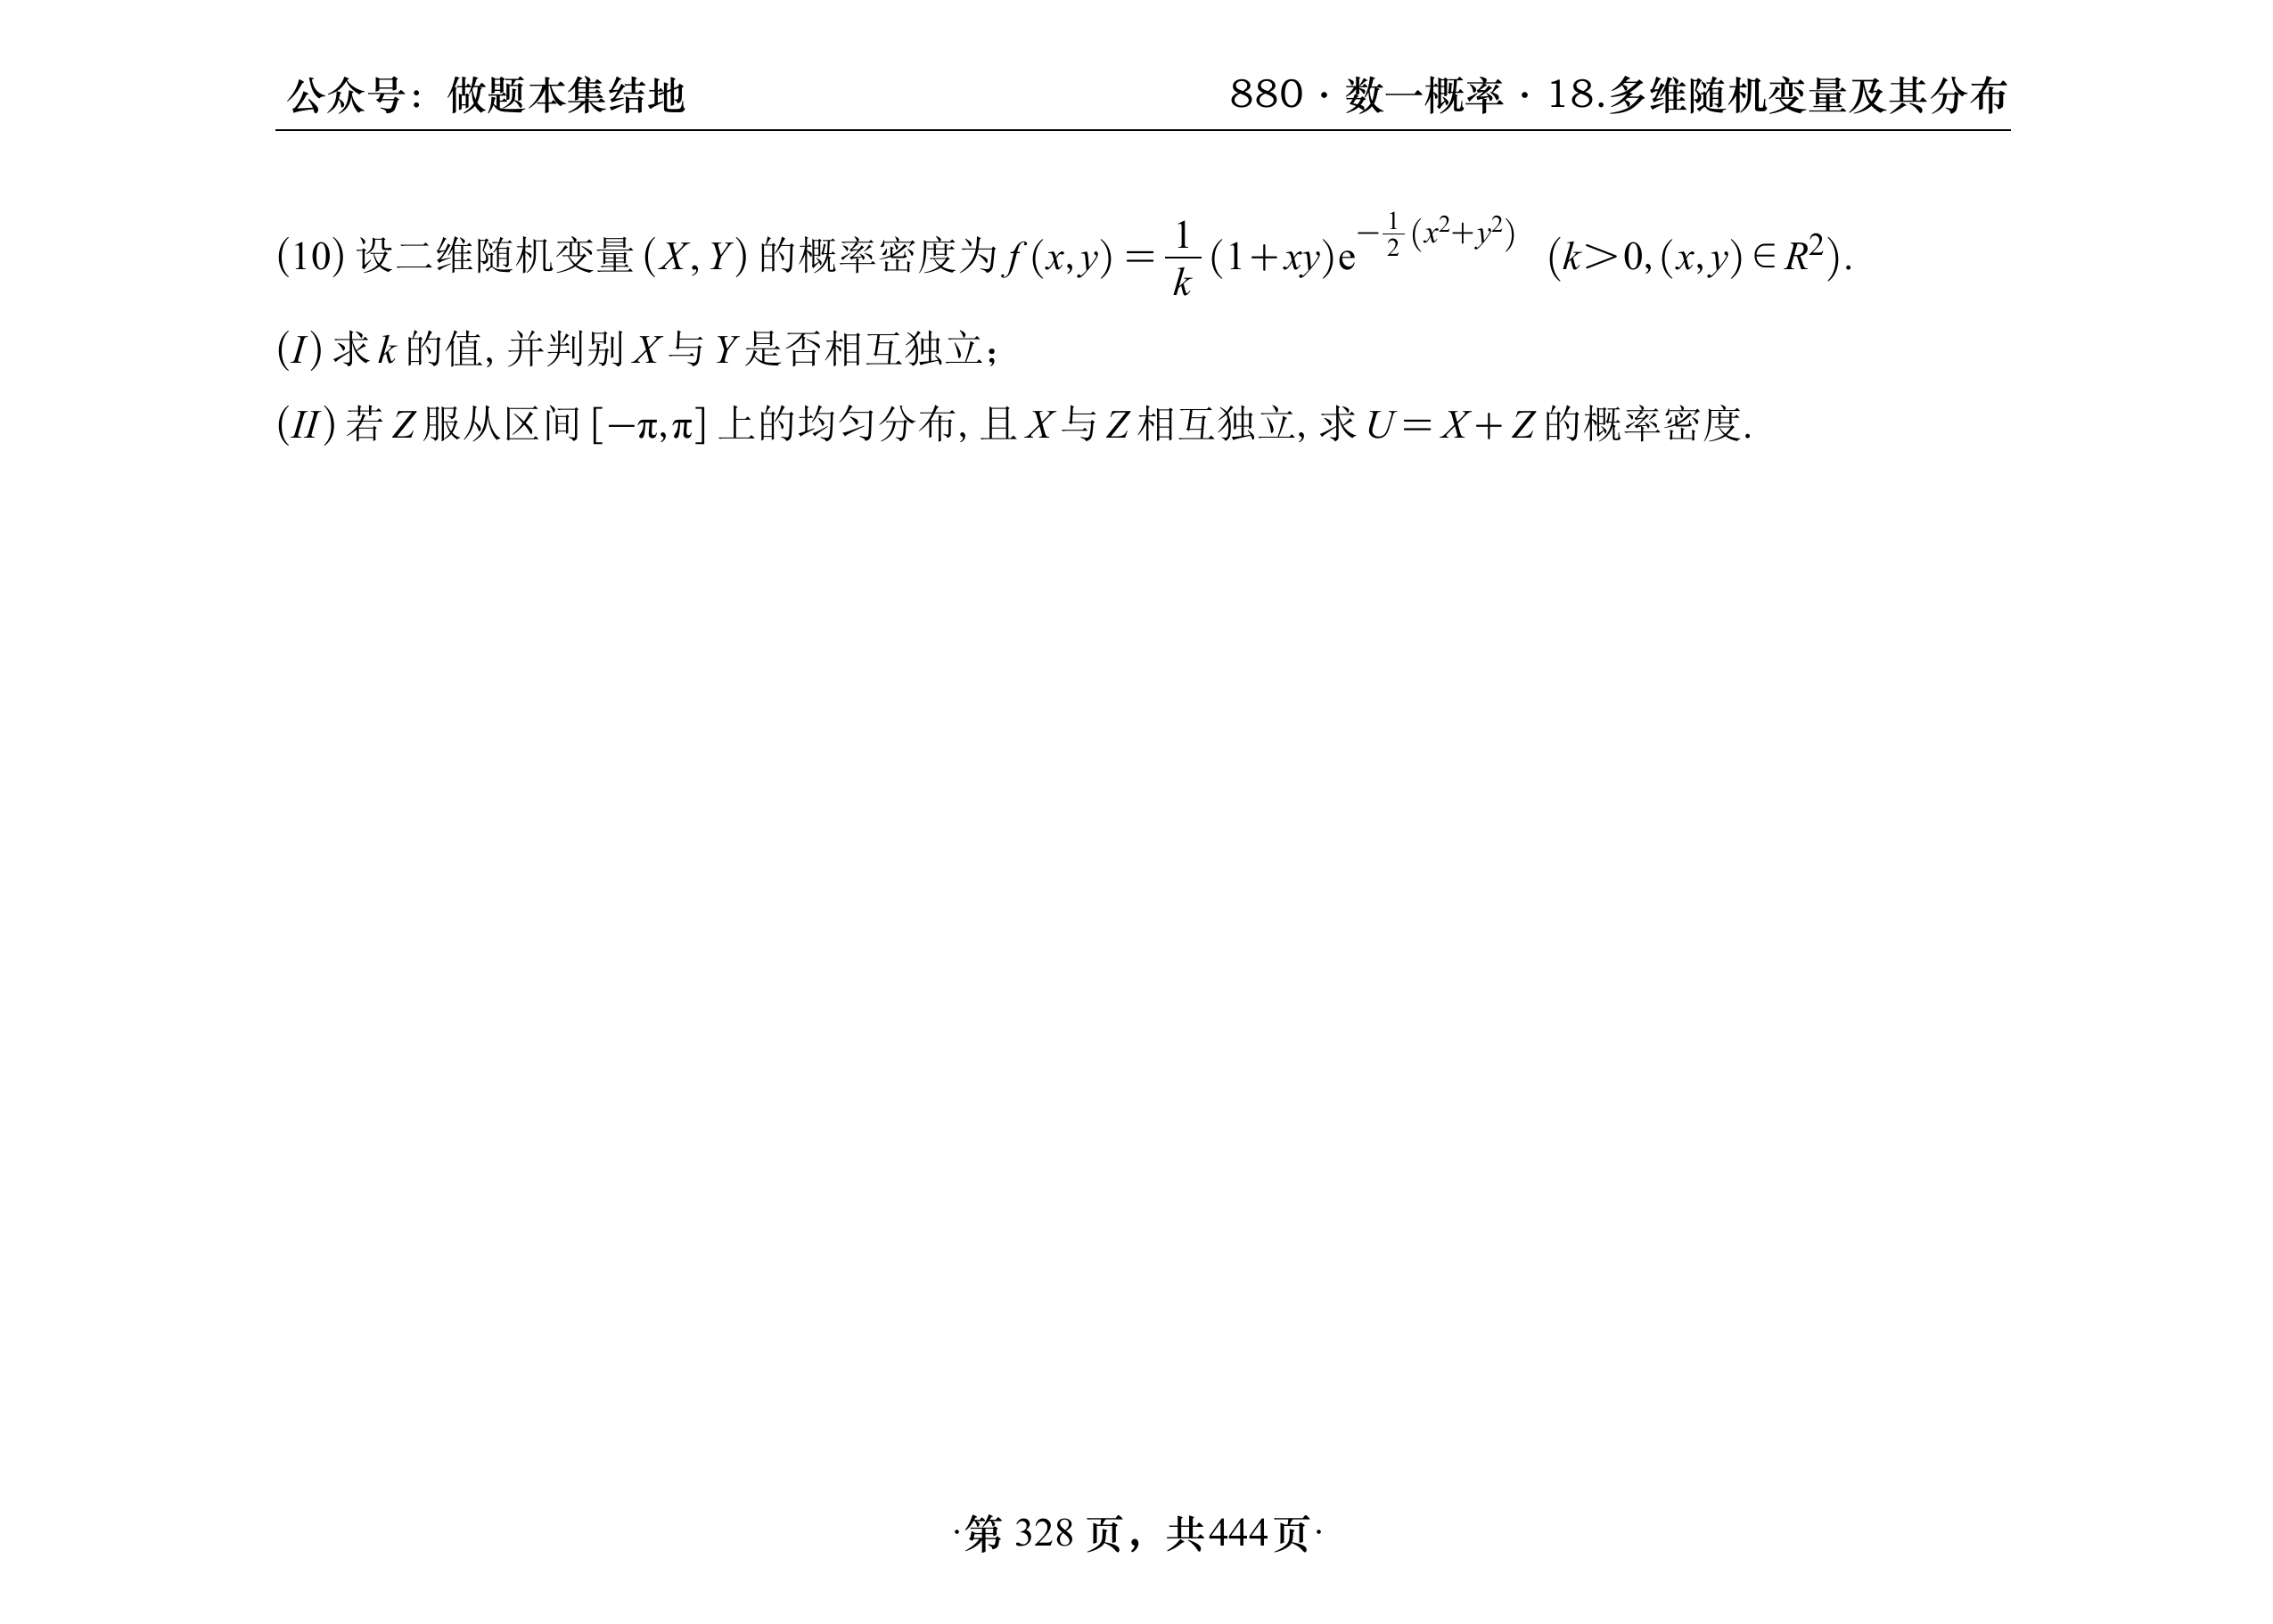 公众号：做题本集结地
880·数一概率·18.多维随机变量及其分布
(10) 设二维随机变量 (X, Y) 的概率密度为 f(x,y) = \frac{1}{k}(1+xy)e^{-\frac{1}{2}(x^2+y^2)} (k>0,(x,y)∈R^2).
(I) 求 k 的值, 并判别 X 与 Y 是否相互独立；
(II) 若 Z 服从区间 [−π,π] 上的均匀分布, 且 X 与 Z 相互独立, 求 U=X+Z 的概率密度.
·第 328 页，共444页·